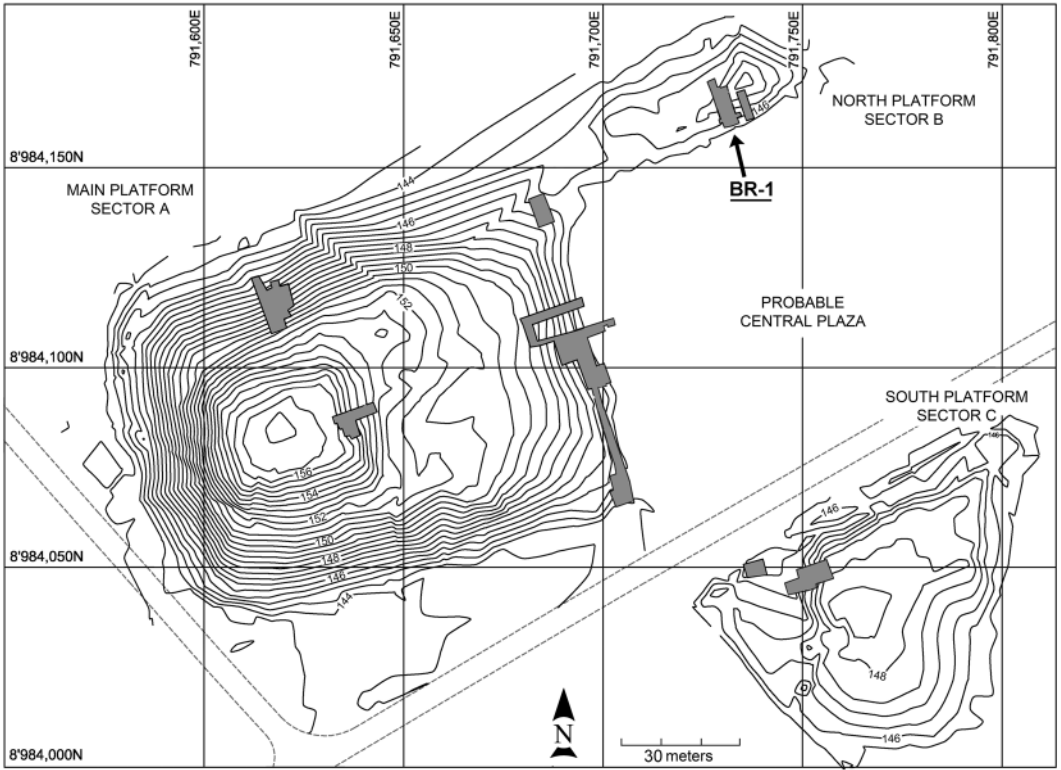 791,600E
791,650E
791,700E
791,750E
791,800E
NORTH PLATFORM
SECTOR B
146
8'984,150N
BR-1
MAIN PLATFORM
SECTOR A
144
146
148
150
152
PROBABLE
CENTRAL PLAZA
8'984,100N
SOUTH PLATFORM
SECTOR C
146
156
154
152
150
148
146
144
146
8'984,050N
148
146
N
30 meters
8'984,000N